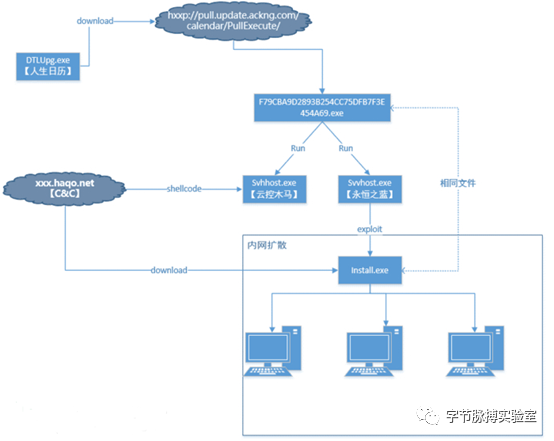 download
hxxp://pull.update.ackng.com/
calendar/PullExecute/
DTLUpg.exe
【人生日历】
F79CBA9D2893B254CC75DFB7F3E
454A69.exe
Run
Run
相同文件
xxx.haqo.net
【C&C】
shellcode
Svhhost.exe
【云控木马】
Svvhost.exe
【永恒之蓝】
exploit
内网扩散
download
Install.exe
字节脉搏实验室